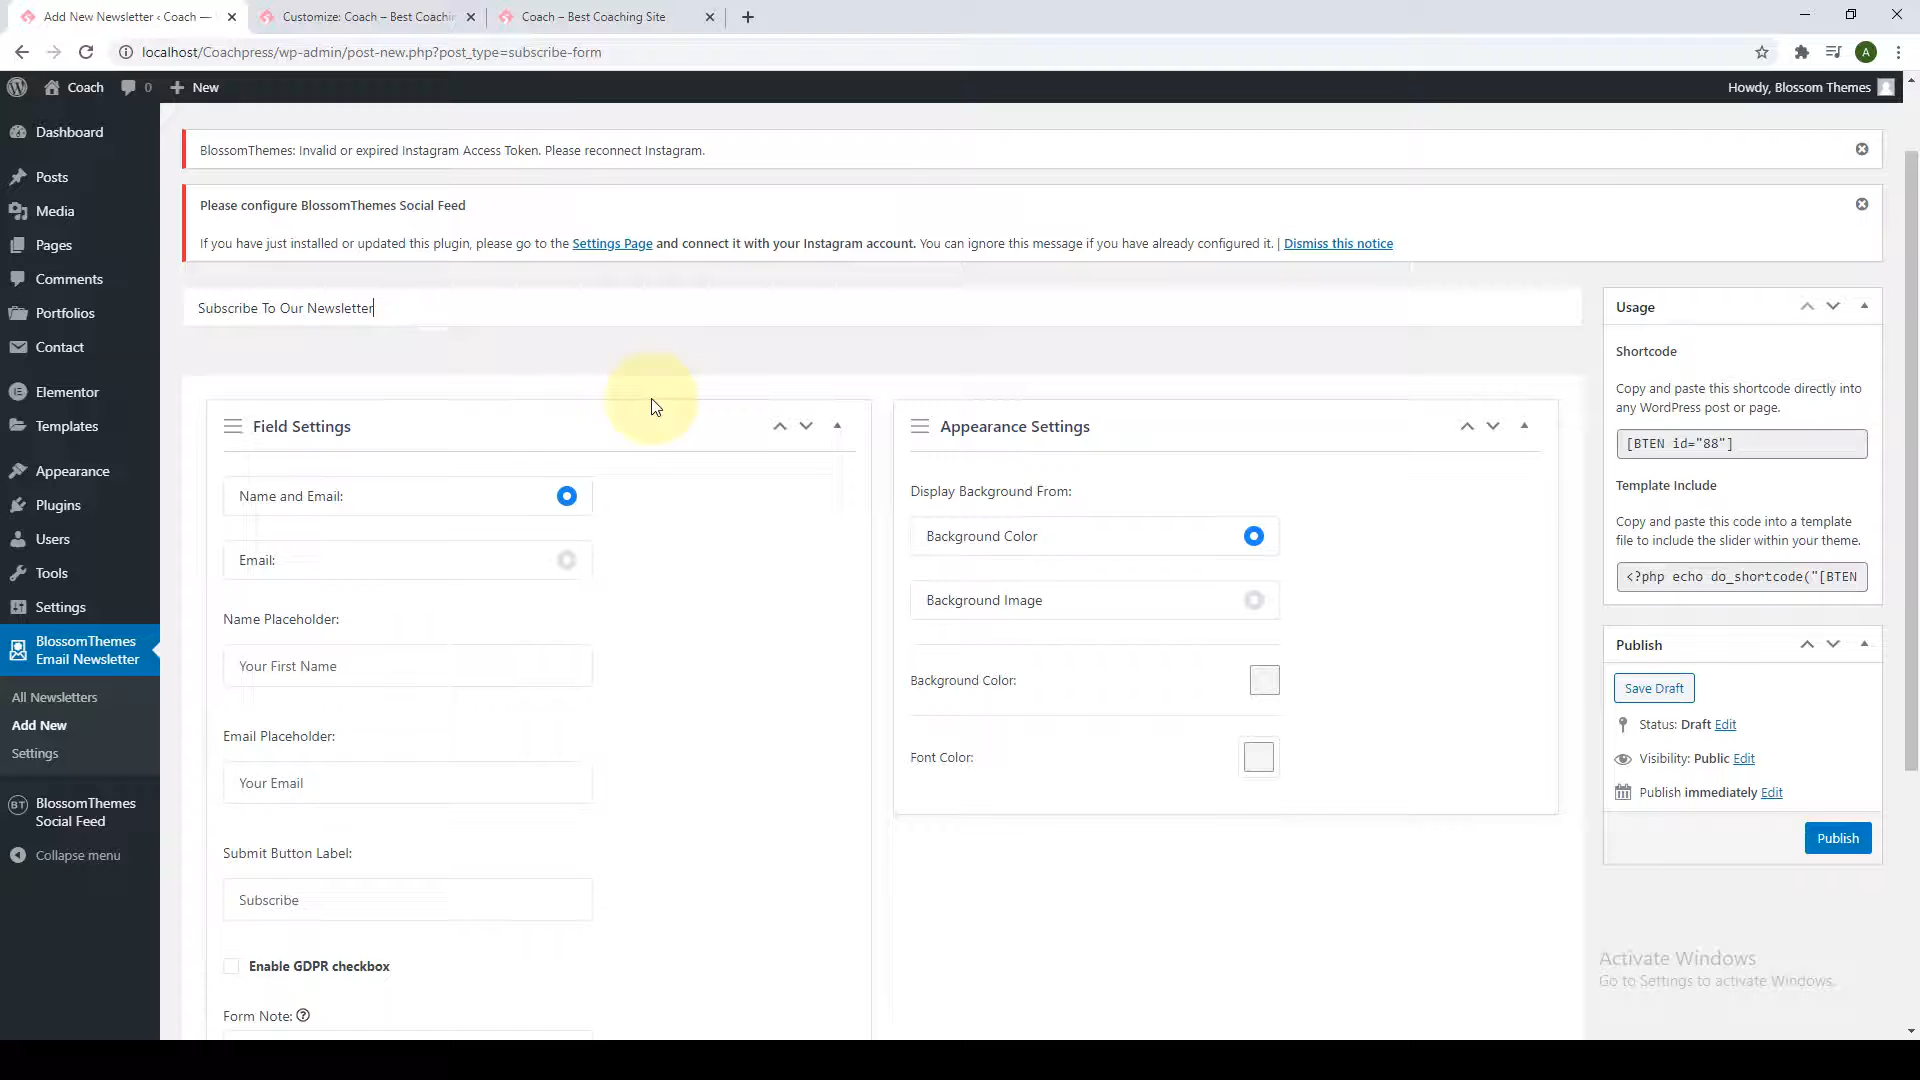 Add New Newsletter ‹ Coach —
Customize: Coach – Best Coachin
Coach – Best Coaching Site
localhost/Coachpress/wp-admin/post-new.php?post_type=subscribe-form
A
Coach
0
New
Howdy, Blossom Themes
Dashboard
Posts
Media
Pages
Comments
Portfolios
Contact
Elementor
Templates
Appearance
Plugins
Users
Tools
Settings
BlossomThemes
Email Newsletter
All Newsletters
Add New
Settings
BT
BlossomThemes
Social Feed
Collapse menu
BlossomThemes: Invalid or expired Instagram Access Token. Please reconnect Instagram.
Please configure BlossomThemes Social Feed
If you have just installed or updated this plugin, please go to the Settings Page and connect it with your Instagram account. You can ignore this message if you have already configured it. | Dismiss this notice
Subscribe To Our Newsletter
Field Settings
Name and Email:
Email:
Name Placeholder:
Your First Name
Email Placeholder:
Your Email
Submit Button Label:
Subscribe
Enable GDPR checkbox
Form Note:
Appearance Settings
Display Background From:
Background Color
Background Image
Background Color:
Font Color:
Usage
Shortcode
Copy and paste this shortcode directly into
any WordPress post or page.
[BTEN id="88"]
Template Include
Copy and paste this code into a template
file to include the slider within your theme.
<?php echo do_shortcode("[BTEN
Publish
Save Draft
Status: Draft Edit
Visibility: Public Edit
Publish immediately Edit
Publish
Activate Windows
Go to Settings to activate Windows.